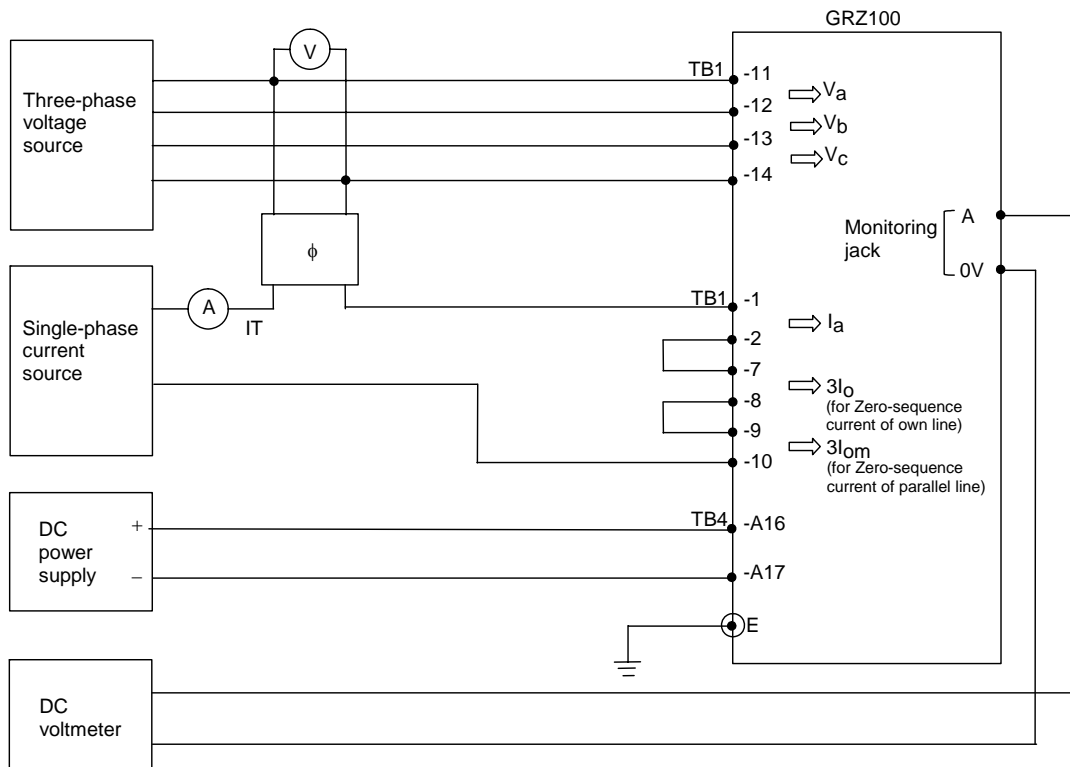 GRZ100
V
TB1
-11
Va
-12
Vb
-13
Vc
-14
Three-phase
voltage
source
ϕ
Monitoring
jack
A
0V
Single-phase
current
source
A
IT
TB1
-1
Ia
-2
-7
3Io
(for Zero-sequence
current of own line)
-8
-9
3Iom
(for Zero-sequence
current of parallel line)
-10
DC
power
supply
+
−
TB4
-A16
-A17
E
DC
voltmeter